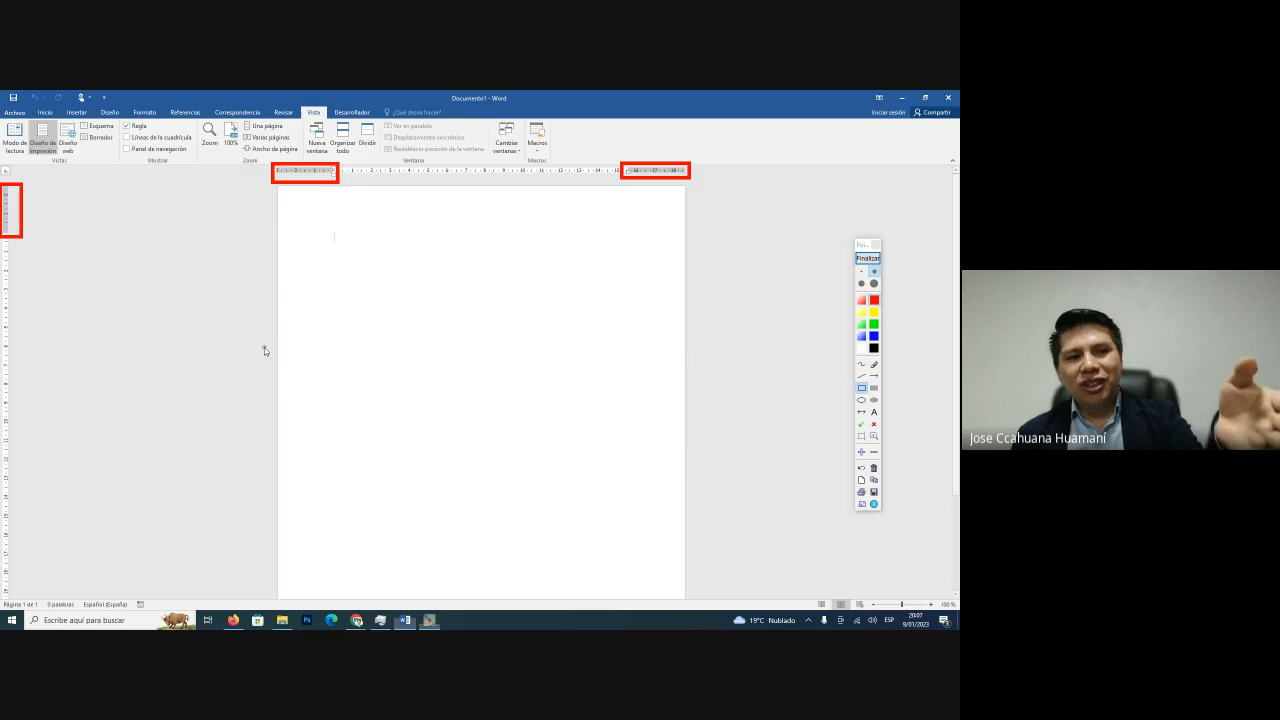 Documento1 - Word
Archivo Inicio Insertar Diseño Formato Referencias Correspondencia Revisar Vista Desarrollador ¿Qué desea hacer? Iniciar sesión Compartir
Modo de lectura
Diseño de impresión
Diseño web
Esquema
Borrador
Vistas
Regla
Líneas de la cuadrícula
Panel de navegación
Mostrar
Zoom
100%
Una página
Varias páginas
Ancho de página
Zoom
Nueva ventana
Organizar todo
Dividir
Ver en paralelo
Desplazamiento sincrónico
Restablecer posición de la ventana
Ventana
Cambiar ventanas
Macros
Macros
Finalizar
A
Jose Ccahuana Huamaní
Página 1 de 1 0 palabras Español (España) 100 %
Escribe aquí para buscar
Ps
19°C Nublado
ESP
20:07
9/01/2023